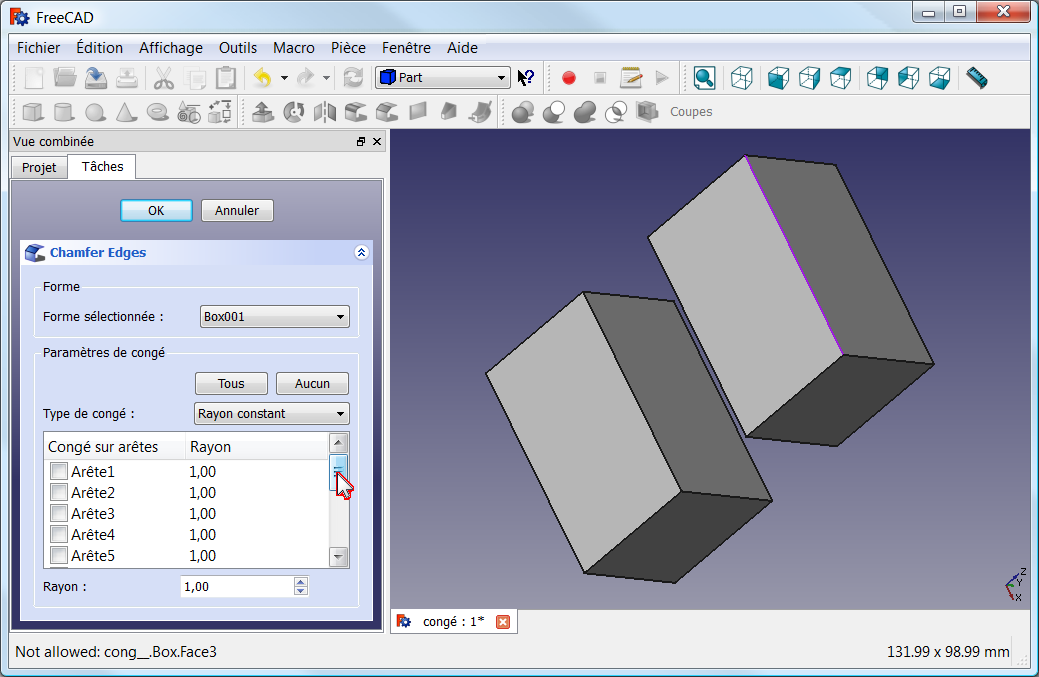 FreeCAD
Fichier Édition Affichage Outils Macro Pièce Fenêtre Aide
Part
Coupes
Vue combinée
Projet Tâches
OK Annuler
Chamfer Edges
Forme
Forme sélectionnée : Box001
Paramètres de congé
Tous Aucun
Type de congé : Rayon constant
Congé sur arêtes Rayon
Arête1 1,00
Arête2 1,00
Arête3 1,00
Arête4 1,00
Arête5 1,00
Rayon : 1,00
Z
Y
X
congé : 1*
Not allowed: cong__.Box.Face3 131.99 x 98.99 mm